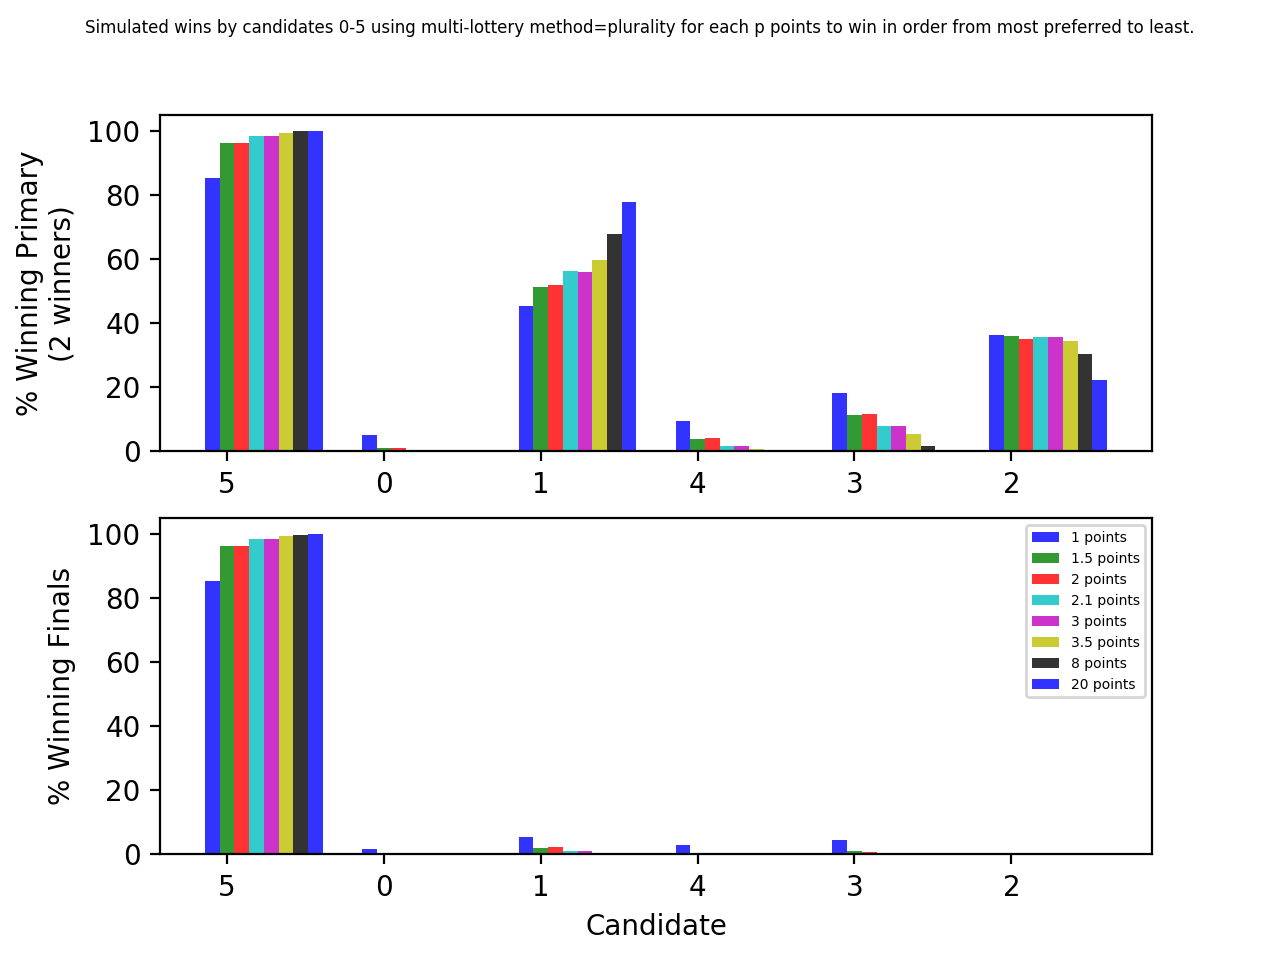 Simulated wins by candidates 0-5 using multi-lottery method=plurality for each p points to win in order from most preferred to least.
% Winning Primary
(2 winners)
100
80
60
40
20
0
5 0 1 4 3 2
% Winning Finals
100
80
60
40
20
0
1 points
1.5 points
2 points
2.1 points
3 points
3.5 points
8 points
20 points
5 0 1 4 3 2
Candidate